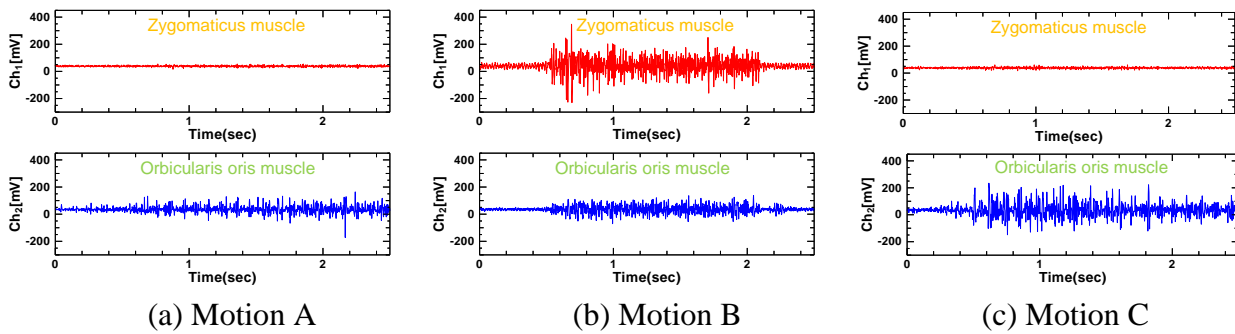 Zygomaticus muscle
Ch1[mV]
400
200
0
-200
0
1
2
Time(sec)
Orbicularis oris muscle
Ch2[mV]
400
200
0
-200
0
1
2
Time(sec)
(a) Motion A
Zygomaticus muscle
Ch1[mV]
400
200
0
-200
0
1
2
Time(sec)
Orbicularis oris muscle
Ch2[mV]
400
200
0
-200
0
1
2
Time(sec)
(b) Motion B
Zygomaticus muscle
Ch1[mV]
400
200
0
-200
0
1
2
Time(sec)
Orbicularis oris muscle
Ch2[mV]
400
200
0
-200
0
1
2
Time(sec)
(c) Motion C